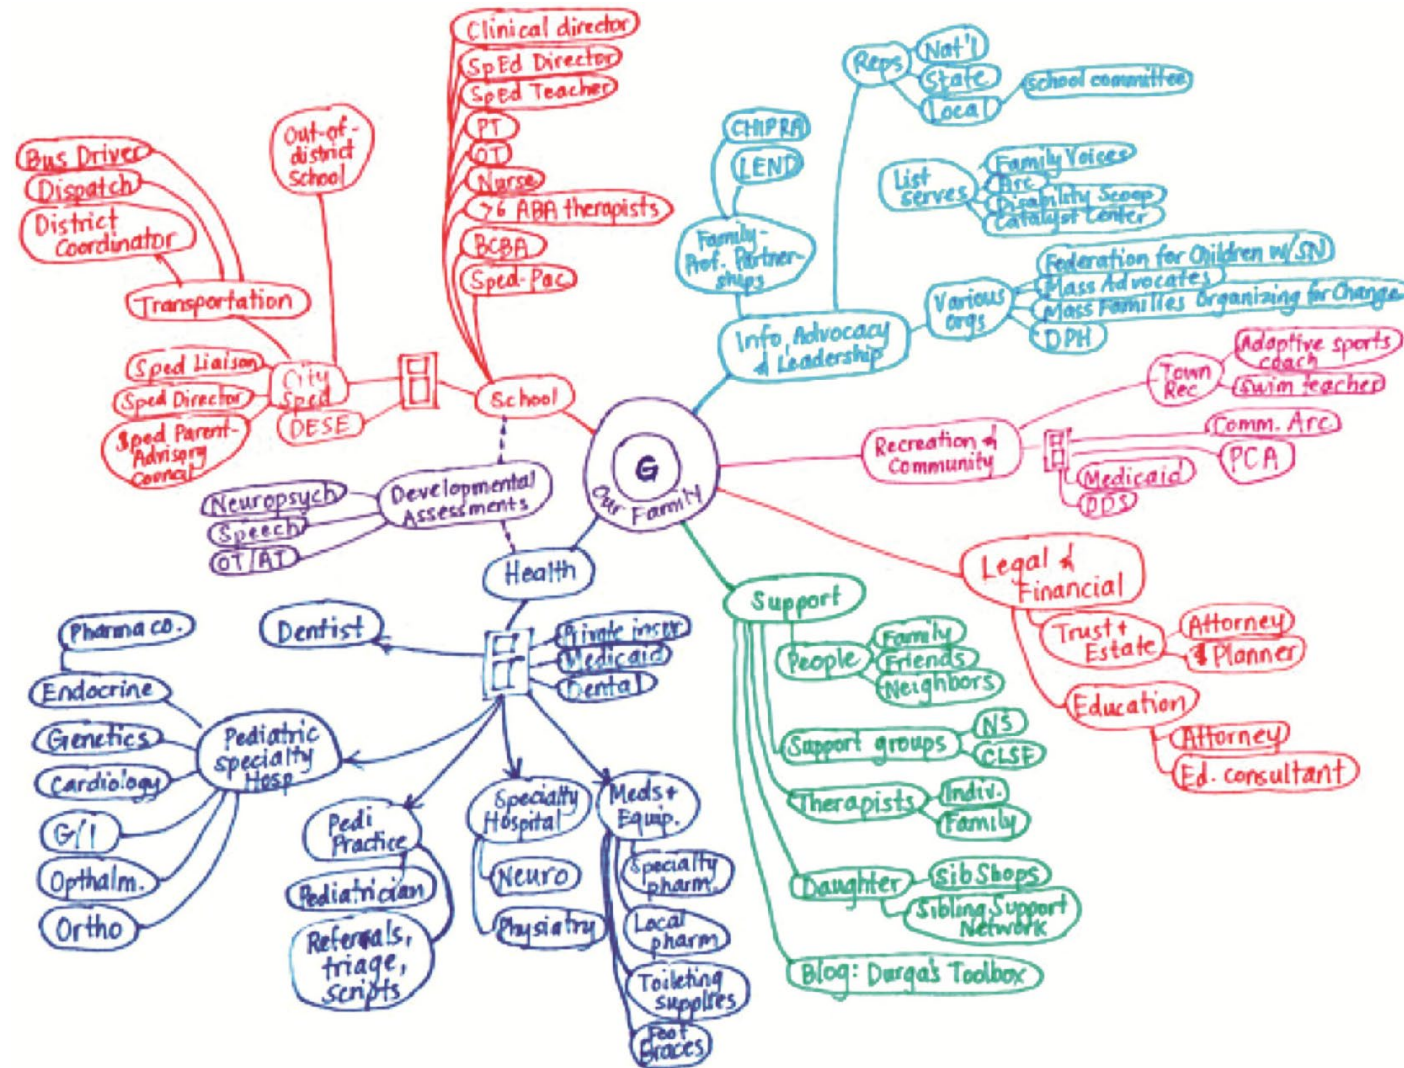 Clinical director
SpEd Director
Sped Teacher
PT
OT
Nurse
>6 ABA therapists
BCBA
Sped-Pac
Out-of-
district
School
Bus Driver
Dispatch
District
Coordinator
Transportation
Sped Liaison
Sped Director
Sped Parent-
Advisory
Council
City
Sped
DESE
School
Reps
Nat'l
State
Local
School committee
CHIPRA
LEND
Family-
Prof. Partner-
ships
List
serves
Family Voices
Arc
Disability Scoop
Catalyst Center
Various
orgs
Federation for Children w/SN
Mass Advocates
Mass Families Organizing for Change
DPH
Info, Advocacy
& Leadership
G
Our Family
Recreation &
Community
Town
Rec
Adaptive sports
coach
Swim teacher
Comm. Arc
PCA
Medicaid
DDS
Developmental
Assessments
Neuropsych
Speech
OT/AT
Health
Dentist
Private insur
Medicaid
Dental
Pharma co.
Endocrine
Genetics
Cardiology
G/I
Opthalm.
Ortho
Pediatric
specialty
Hosp
Pedi
Practice
Pediatrician
Referrals,
triage,
scripts
Specialty
Hospital
Neuro
Physiatry
Meds +
Equip.
Specialty
pharm.
Local
pharm
Toileting
supplies
Foot
Braces
Support
People
Family
Friends
Neighbors
Support groups
NS
CLSE
Therapists
Indiv.
Family
Daughter
SibShops
Sibling Support
Network
Blog: Durga's Toolbox
Legal &
Financial
Trust +
Estate
Attorney
$ Planner
Education
Attorney
Ed. consultant